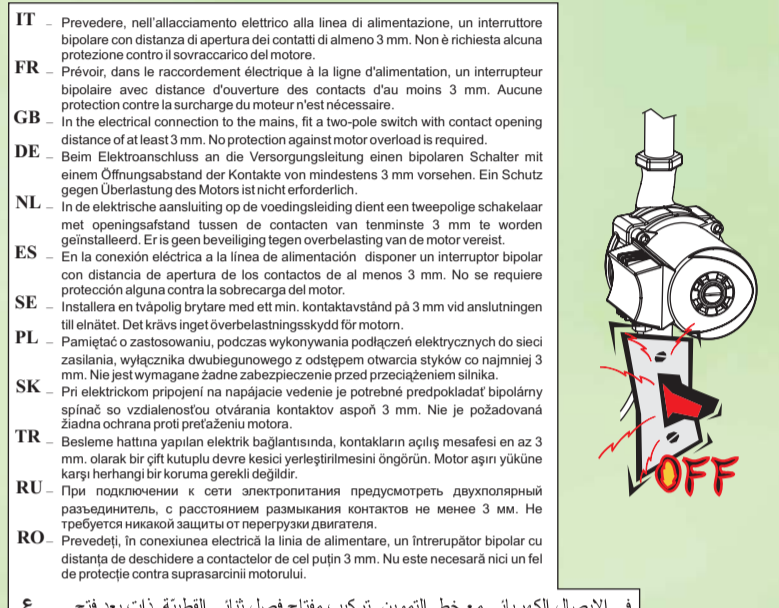 IT – Prevedere, nell'allacciamento elettrico alla linea di alimentazione, un interruttore
bipolare con distanza di apertura dei contatti di almeno 3 mm. Non è richiesta alcuna
protezione contro il sovraccarico del motore.
FR – Prévoir, dans le raccordement électrique à la ligne d'alimentation, un interrupteur
bipolaire avec distance d'ouverture des contacts d'au moins 3 mm. Aucune
protection contre la surcharge du moteur n'est nécessaire.
GB – In the electrical connection to the mains, fit a two-pole switch with contact opening
distance of at least 3 mm. No protection against motor overload is required.
DE – Beim Elektroanschluss an die Versorgungsleitung einen bipolaren Schalter mit
einem Öffnungsabstand der Kontakte von mindestens 3 mm vorsehen. Ein Schutz
gegen Überlastung des Motors ist nicht erforderlich.
NL – In de elektrische aansluiting op de voedingsleiding dient een tweepolige schakelaar
met openingsafstand tussen de contacten van tenminste 3 mm te worden
geïnstalleerd. Er is geen beveiliging tegen overbelasting van de motor vereist.
ES – En la conexión eléctrica a la línea de alimentación disponer un interruptor bipolar
con distancia de apertura de los contactos de al menos 3 mm. No se requiere
protección alguna contra la sobrecarga del motor.
SE – Installera en tvåpolig brytare med ett min. kontaktavstånd på 3 mm vid anslutningen
till elnätet. Det krävs inget överbelastningsskydd för motorn.
PL – Pamiętać o zastosowaniu, podczas wykonywania podłączeń elektrycznych do sieci
zasilania, wyłącznika dwubiegunowego z odstępem otwarcia styków co najmniej 3
mm. Nie jest wymagane żadne zabezpieczenie przed przeciążeniem silnika.
SK – Pri elektrickom pripojení na napájacie vedenie je potrebné predpokladať bipolárny
spínač so vzdialenosťou otvárania kontaktov aspoň 3 mm. Nie je požadovaná
žiadna ochrana proti preťaženiu motora.
TR – Besleme hattına yapılan elektrik bağlantısında, kontakların açılış mesafesi en az 3
mm. olarak bir çift kutuplu devre kesici yerleştirilmesini öngörün. Motor aşırı yüküne
karşı herhangi bir koruma gerekli değildir.
RU – При подключении к сети электропитания предусмотреть двухполярный
разъединитель, с расстоянием размыкания контактов не менее 3 мм. Не
требуется никакой защиты от перегрузки двигателя.
RO – Prevedeți, în conexiunea electrică la linia de alimentare, un întrerupător bipolar cu
distanța de deschidere a contactelor de cel puțin 3 mm. Nu este necesară nici un fel
de protecție contra suprasarcinii motorului.
OFF